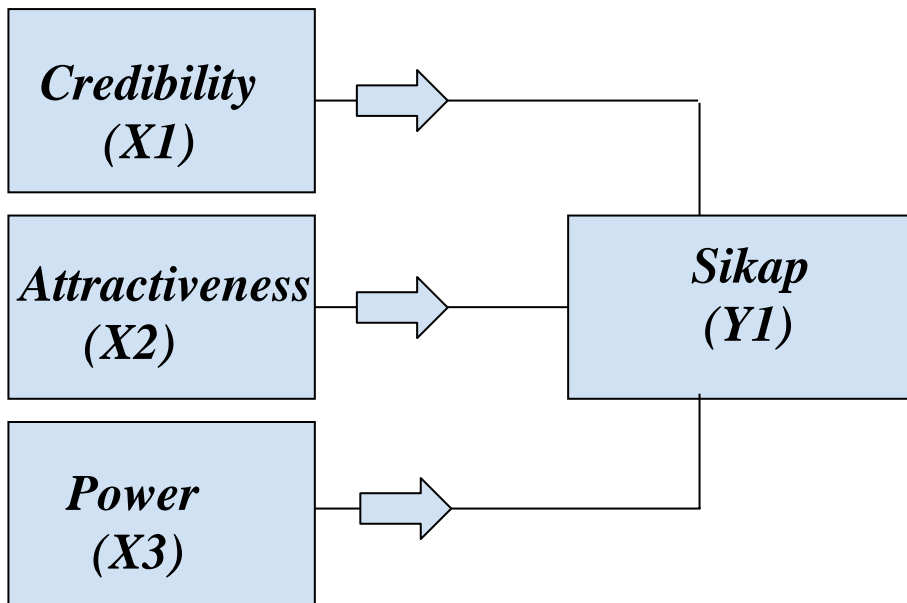 Credibility
(X1)
Attractiveness
(X2)
Sikap
(Y1)
Power
(X3)